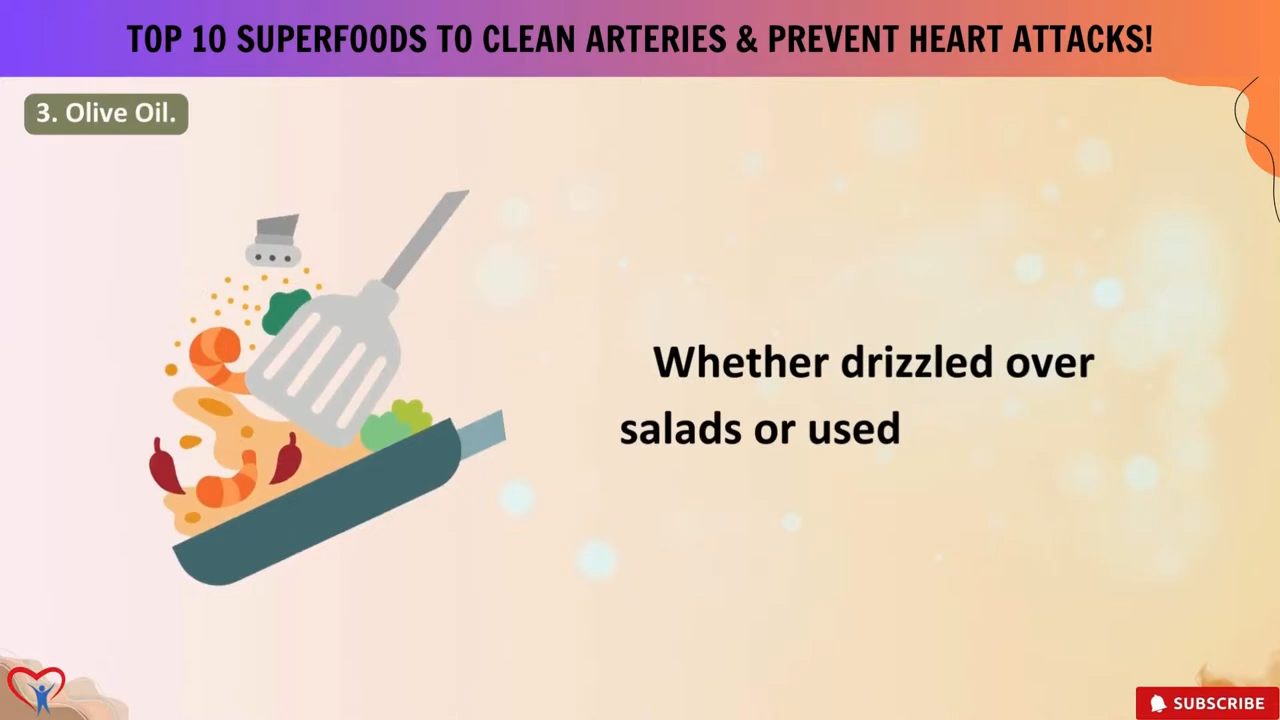 TOP 10 SUPERFOODS TO CLEAN ARTERIES & PREVENT HEART ATTACKS!
3. Olive Oil.
Whether drizzled over
salads or used
SUBSCRIBE